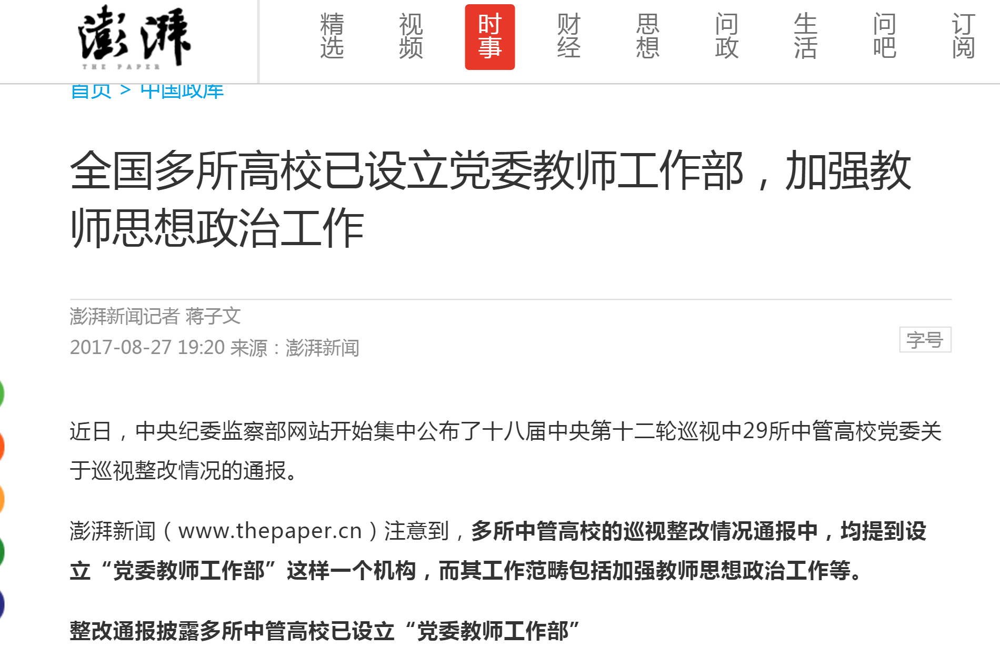 澎湃
THE PAPER
精选
视频
时事
财经
思想
问政
生活
问吧
订阅
首页 > 中国政库
全国多所高校已设立党委教师工作部，加强教
师思想政治工作
澎湃新闻记者 蒋子文
2017-08-27 19:20 来源：澎湃新闻
字号
近日，中央纪委监察部网站开始集中公布了十八届中央第十二轮巡视中29所中管高校党委关
于巡视整改情况的通报。
澎湃新闻（www.thepaper.cn）注意到，多所中管高校的巡视整改情况通报中，均提到设
立“党委教师工作部”这样一个机构，而其工作范畴包括加强教师思想政治工作等。
整改通报披露多所中管高校已设立“党委教师工作部”